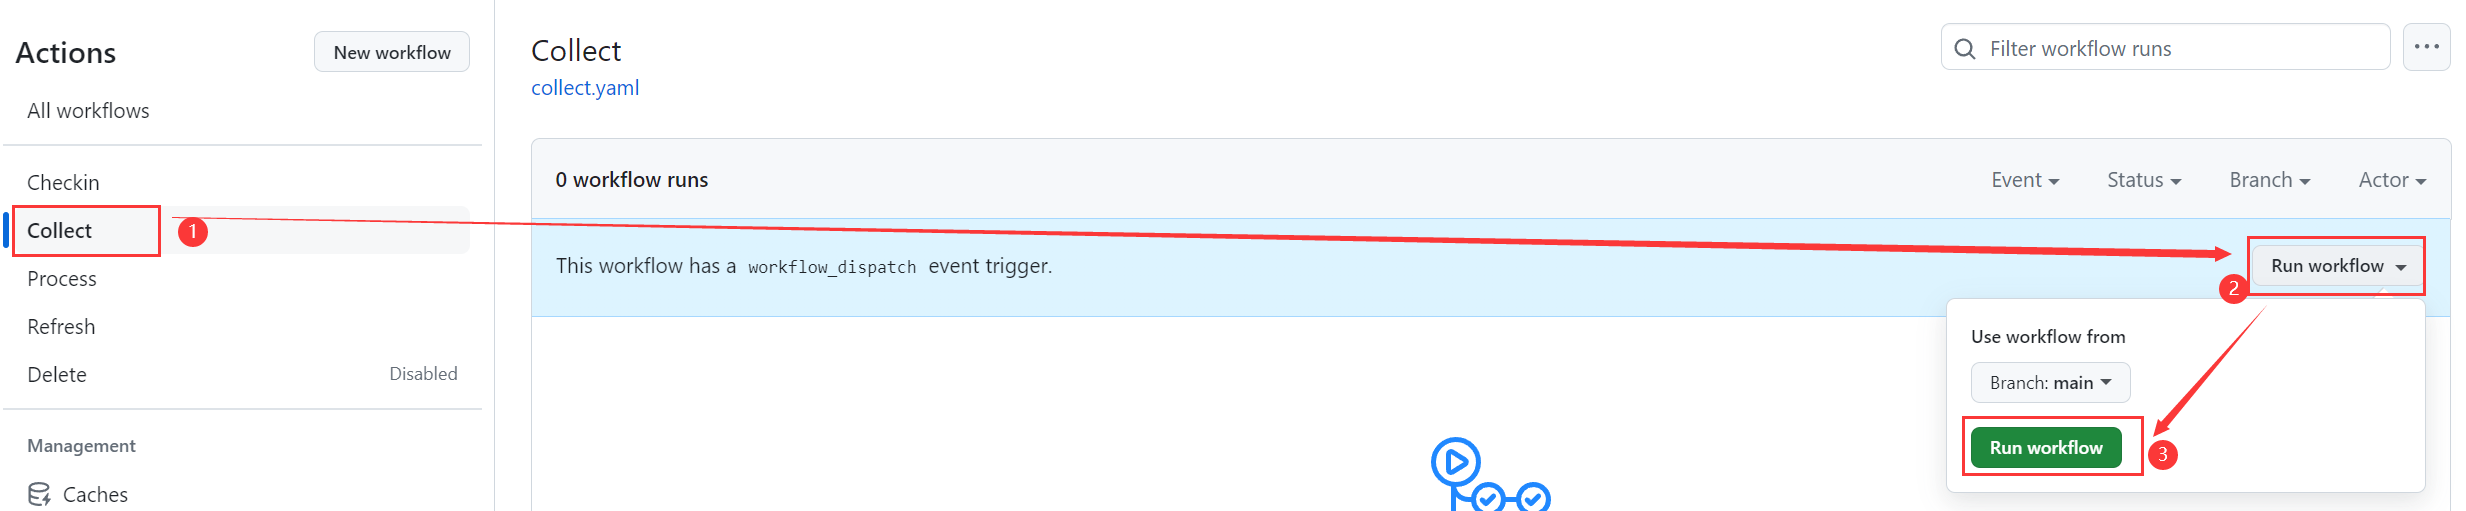 Actions
New workflow
All workflows
Checkin
Collect
1
Process
Refresh
Delete
Disabled
Management
Caches
Collect
collect.yaml
Filter workflow runs
0 workflow runs
Event
Status
Branch
Actor
This workflow has a workflow_dispatch event trigger.
Run workflow
2
Use workflow from
Branch: main
Run workflow
3